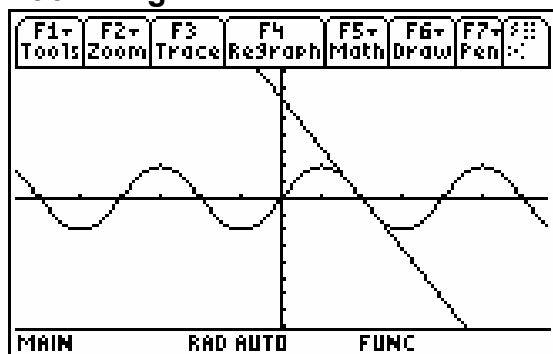 F1▾ F2▾ F3 F4 F5▾ F6▾ F7▾
Tools Zoom Trace ReGraph Math Draw Pen
MAIN RAD AUTO FUNC